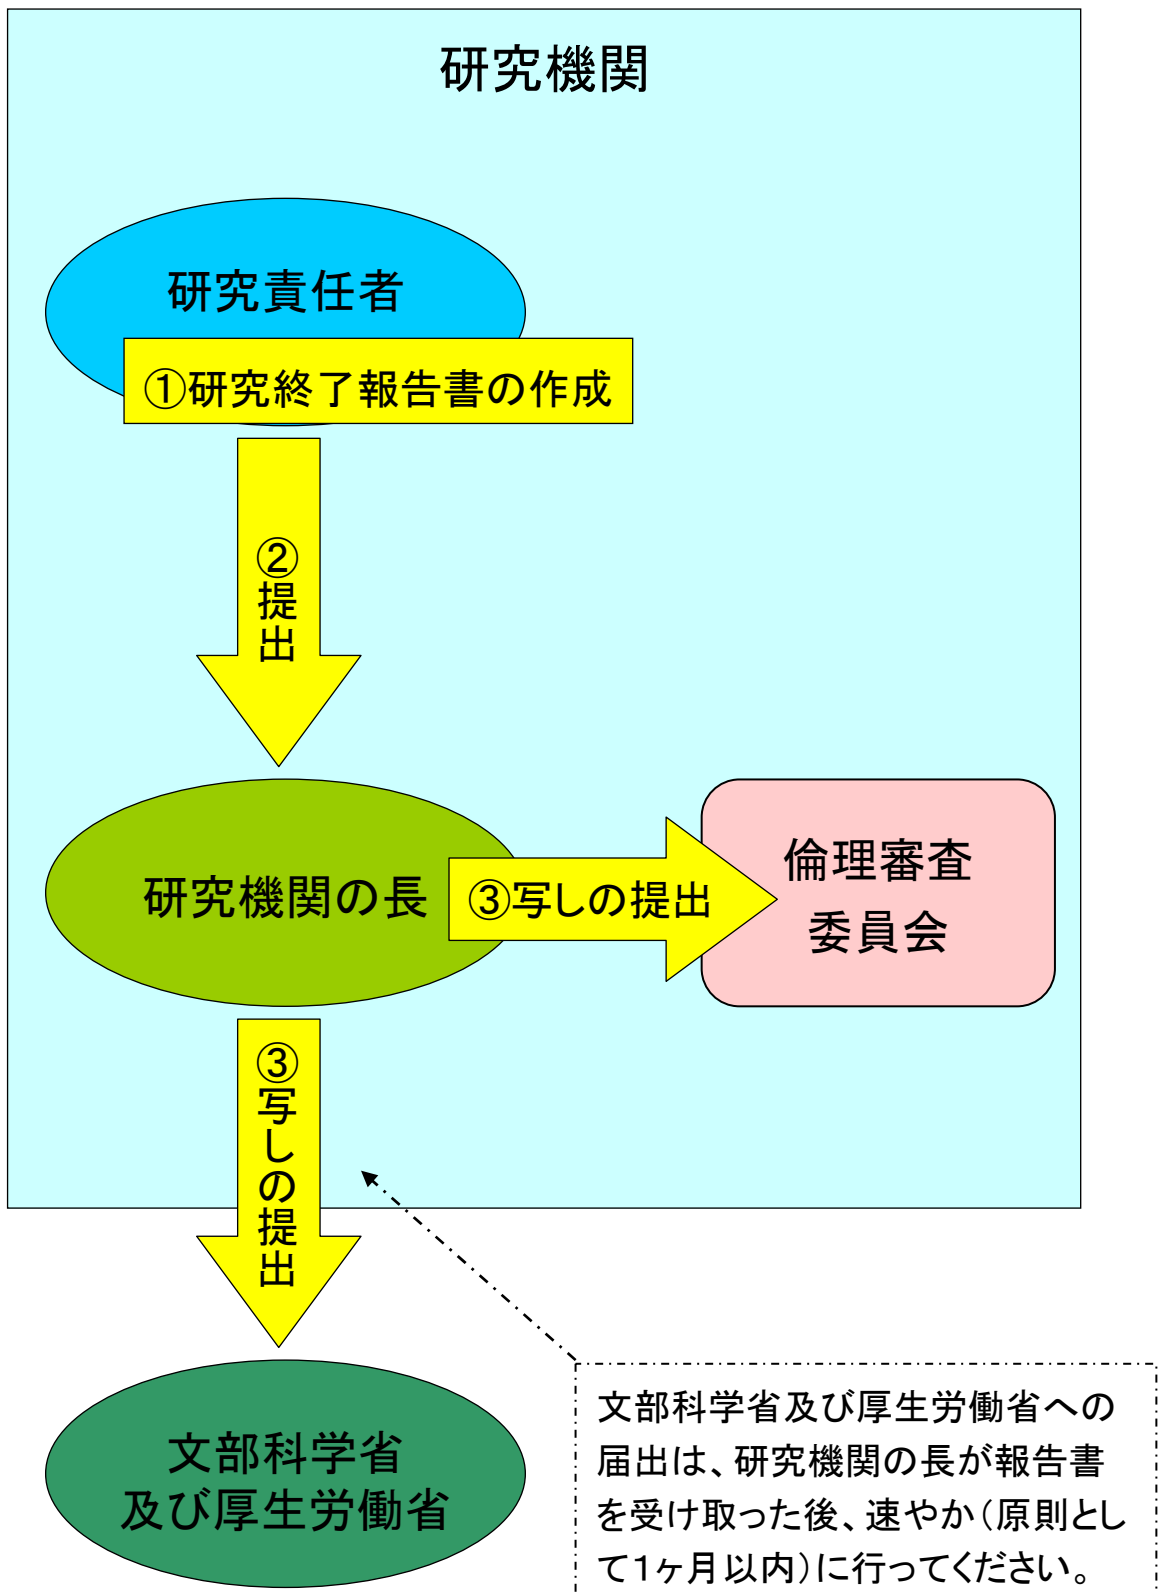 研究機関
研究責任者
①研究終了報告書の作成
②提出
研究機関の長
③写しの提出
倫理審査
委員会
③写しの提出
文部科学省
及び厚生労働省
文部科学省及び厚生労働省への
届出は、研究機関の長が報告書
を受け取った後、速やか(原則とし
て1ヶ月以内)に行ってください。